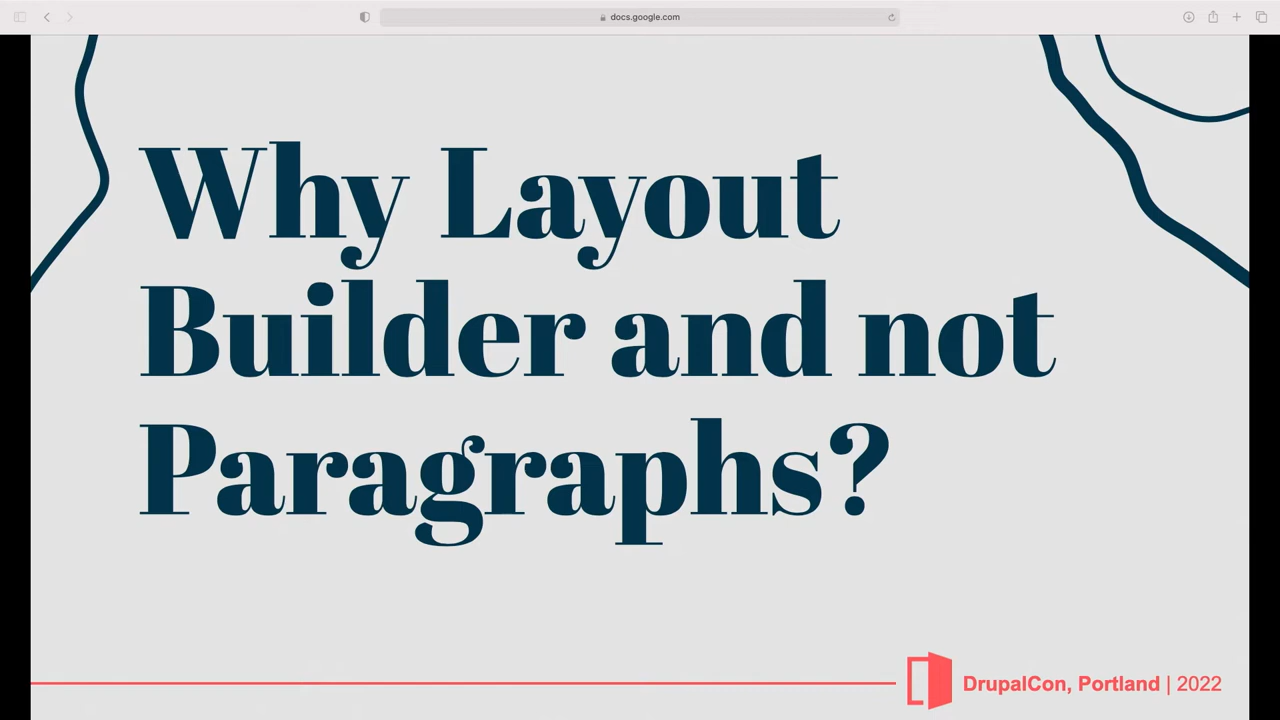 docs.google.com
Why Layout
Builder and not
Paragraphs?
DrupalCon, Portland | 2022